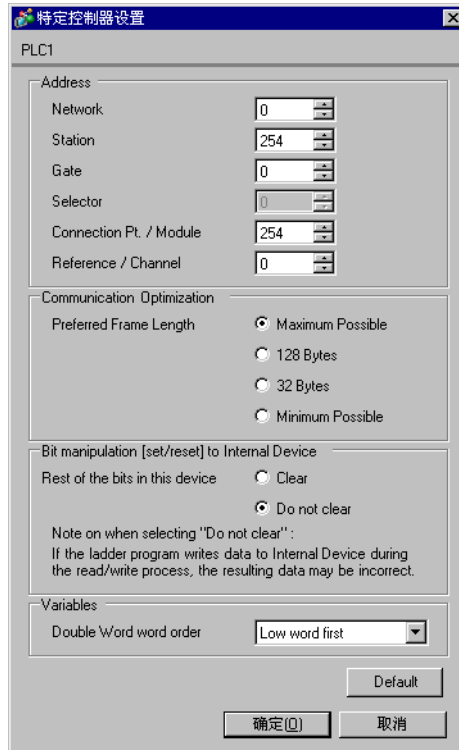 特定控制器设置
PLC1
Address
Network 0
Station 254
Gate 0
Selector 0
Connection Pt. / Module 254
Reference / Channel 0
Communication Optimization
Preferred Frame Length Maximum Possible
128 Bytes
32 Bytes
Minimum Possible
Bit manipulation [set/reset] to Internal Device
Rest of the bits in this device Clear
Do not clear
Note on when selecting "Do not clear" :
If the ladder program writes data to Internal Device during
the read/write process, the resulting data may be incorrect.
Variables
Double Word word order Low word first
Default
确定(O) 取消